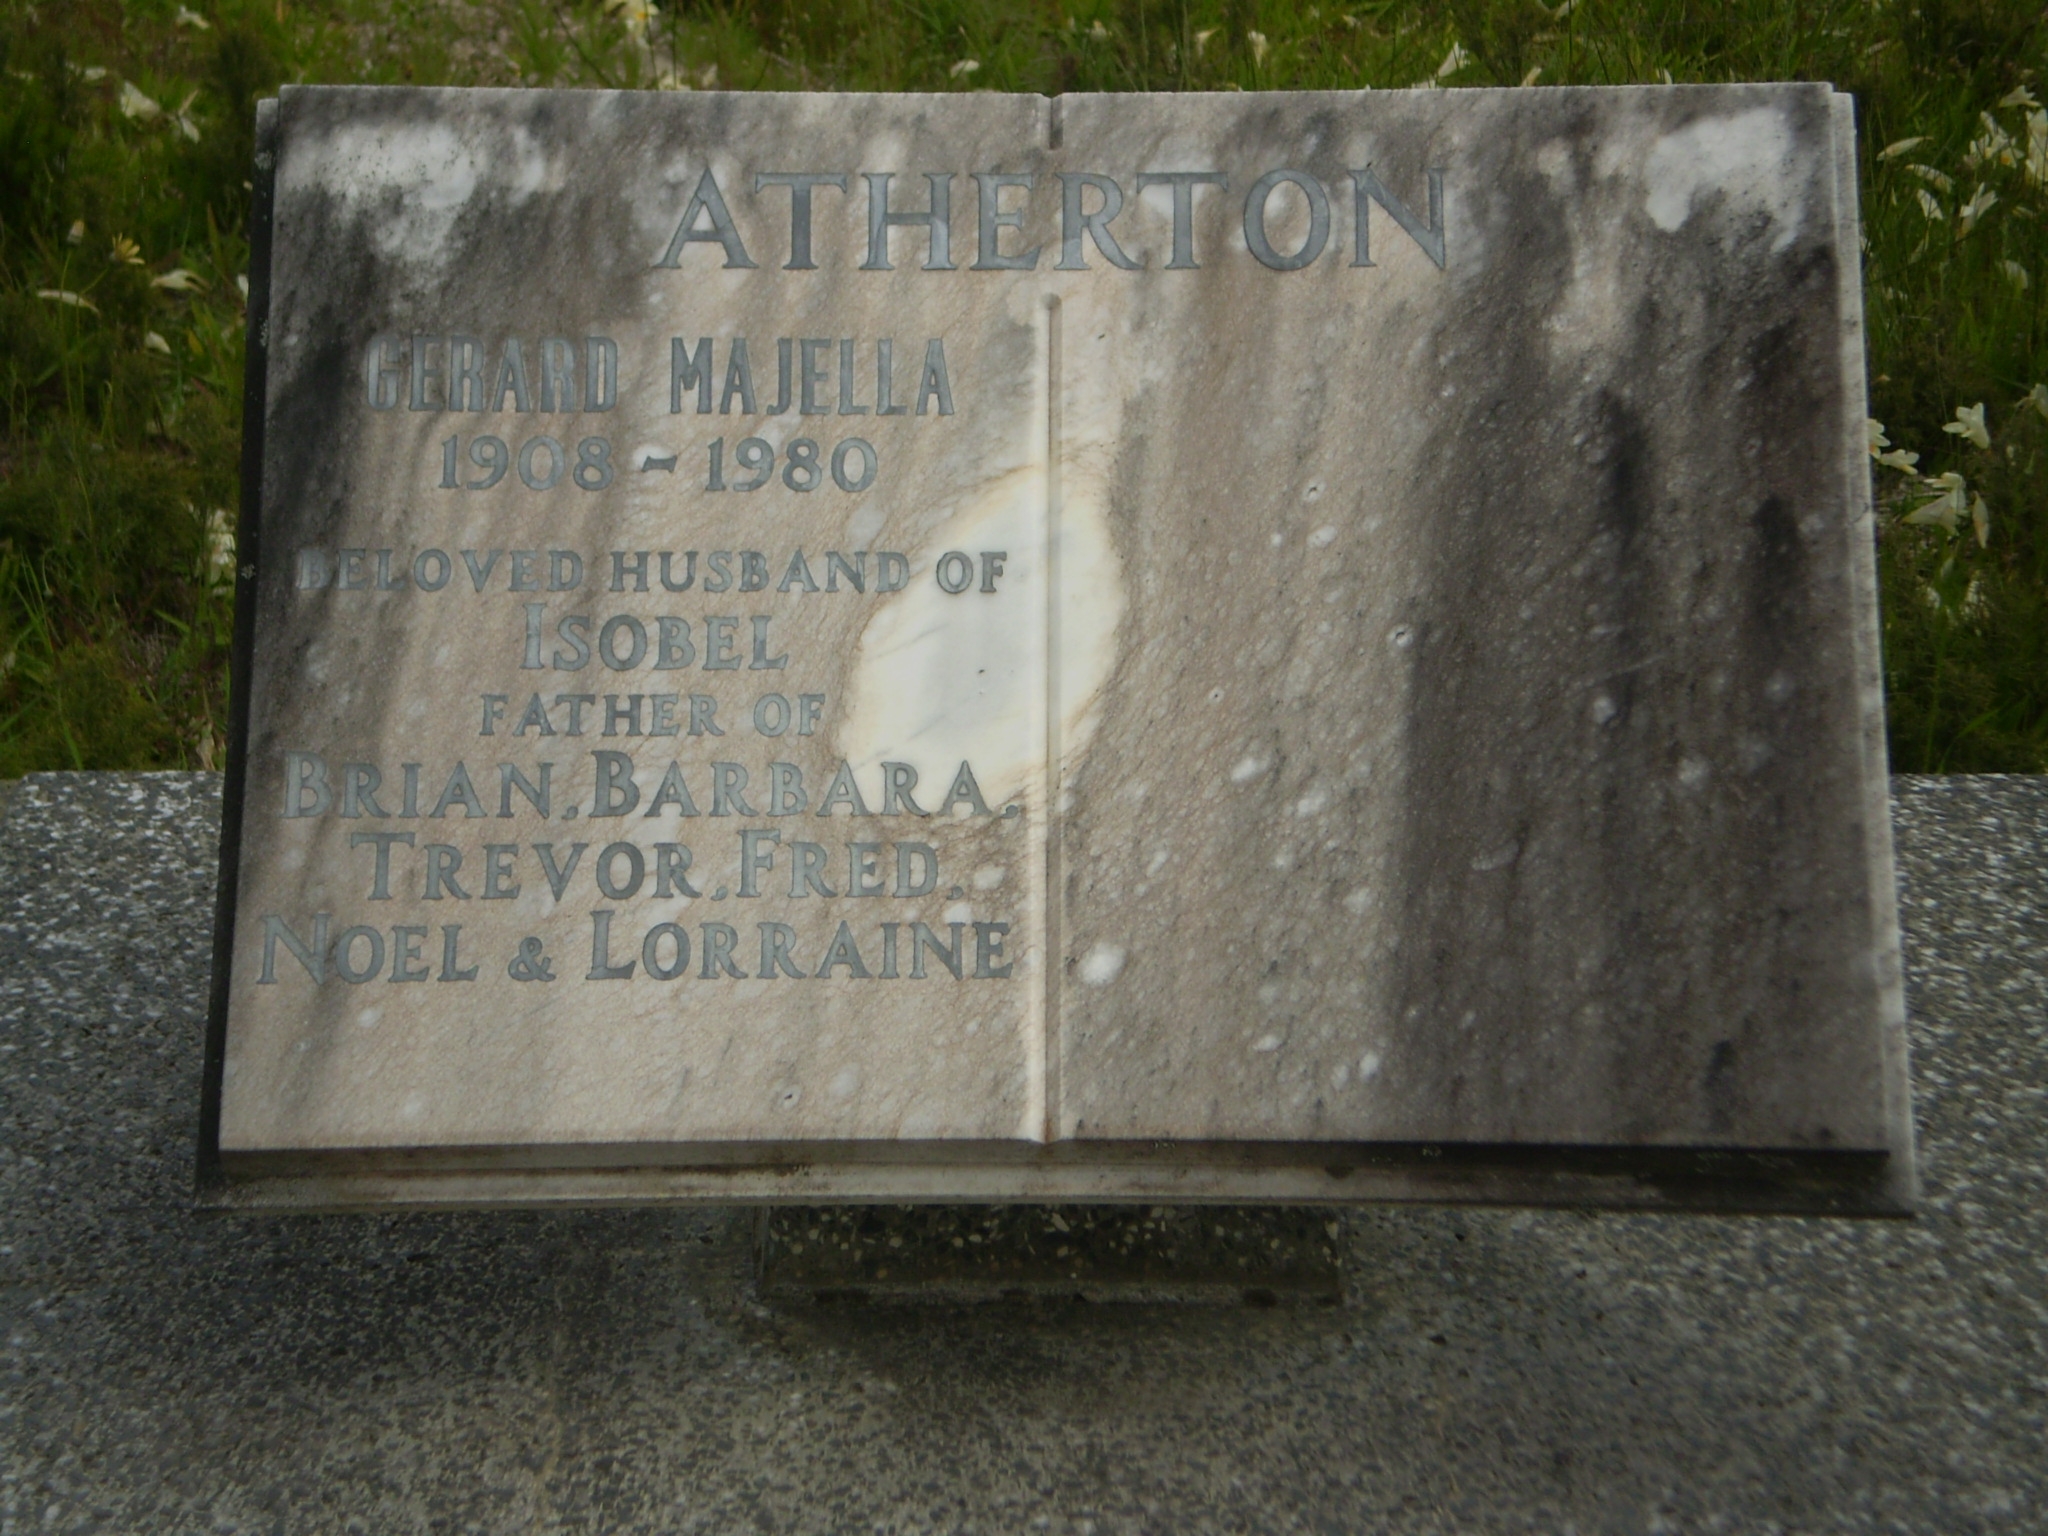 ATHERTON
GERARD MAJELLA
1908 - 1980
BELOVED HUSBAND OF
ISOBEL
FATHER OF
BRIAN, BARBARA,
TREVOR, FRED,
NOEL & LORRAINE